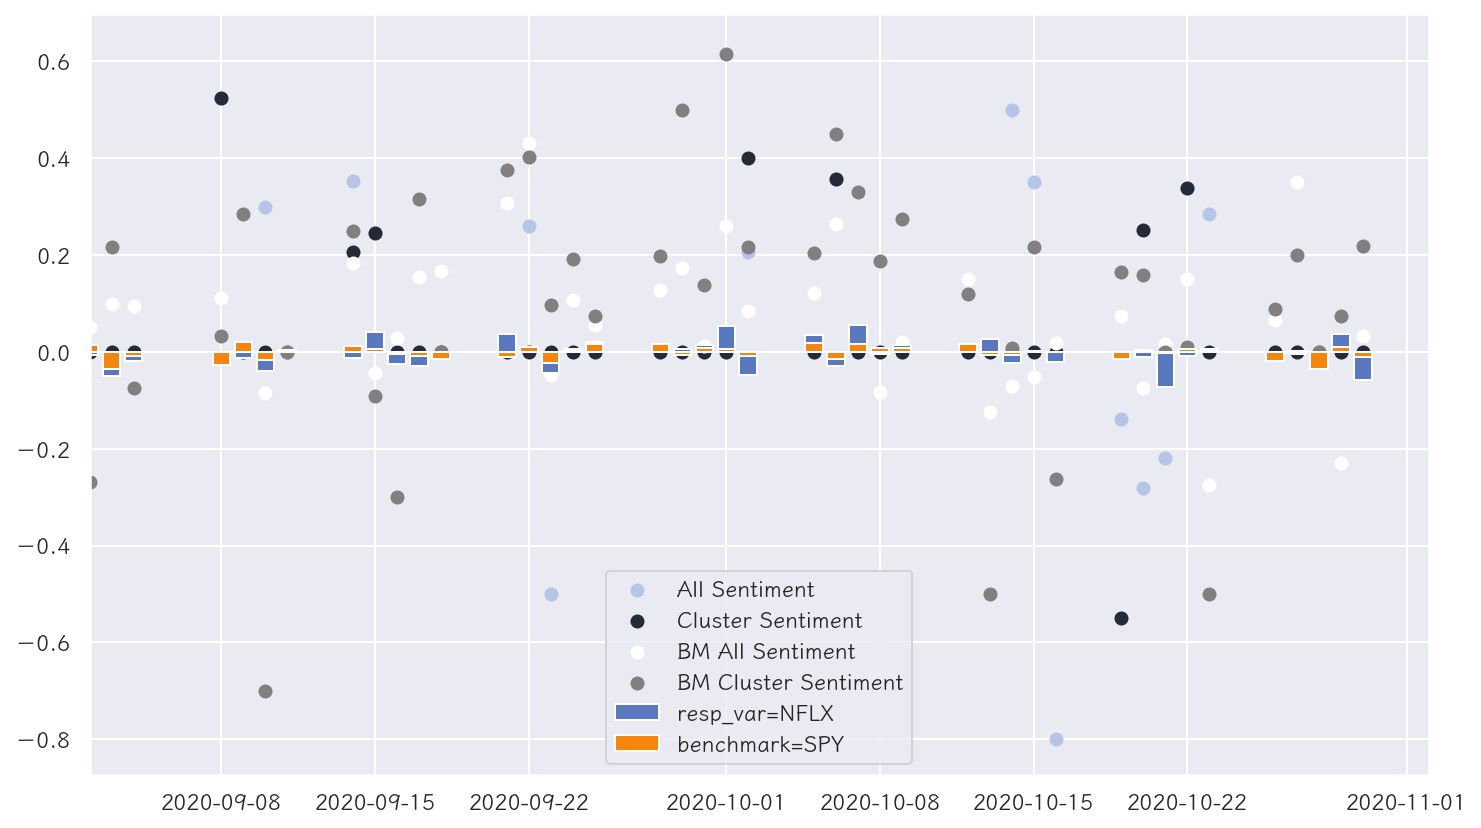 0.6
0.4
0.2
0.0
−0.2
−0.4
−0.6
−0.8
All Sentiment
Cluster Sentiment
BM All Sentiment
BM Cluster Sentiment
resp_var=NFLX
benchmark=SPY
2020-09-08 2020-09-15 2020-09-22 2020-10-01 2020-10-08 2020-10-15 2020-10-22 2020-11-01